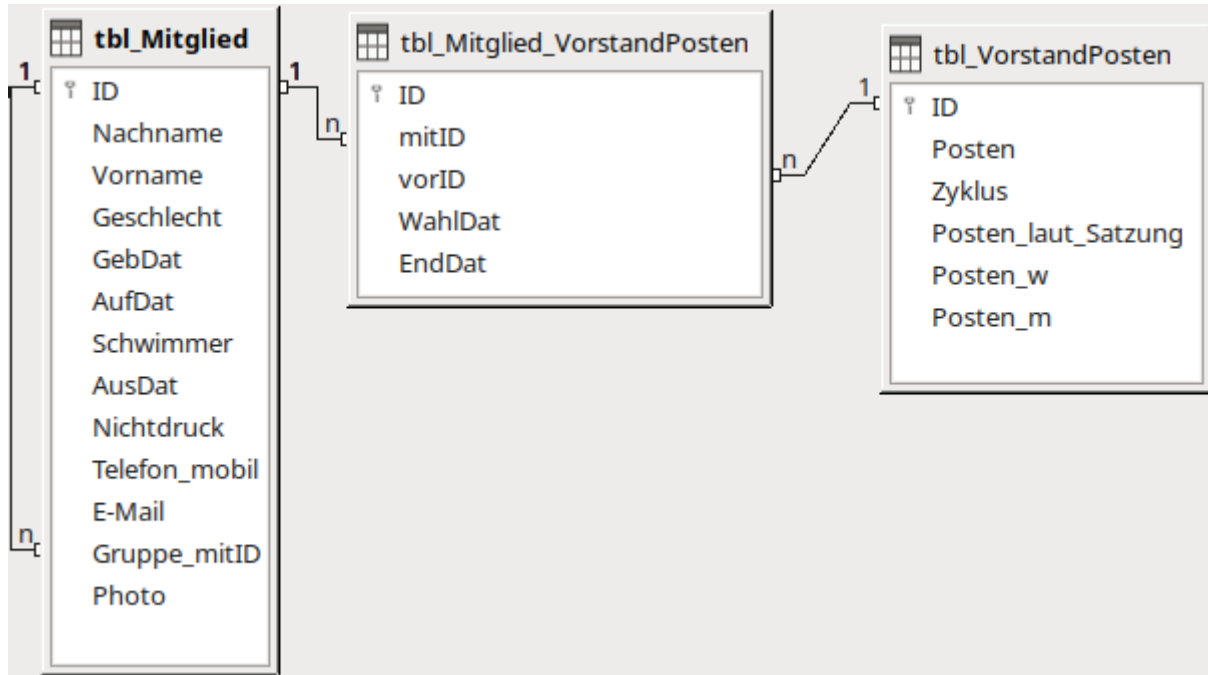 tbl_Mitglied
1
1
ID
Nachname
Vorname
Geschlecht
GebDat
AufDat
Schwimmer
AusDat
Nichtdruck
Telefon_mobil
E-Mail
n
Gruppe_mitID
Photo
tbl_Mitglied_VorstandPosten
ID
n
mitID
vorID
n
WahlDat
EndDat
tbl_VorstandPosten
1
ID
Posten
Zyklus
Posten_laut_Satzung
Posten_w
Posten_m